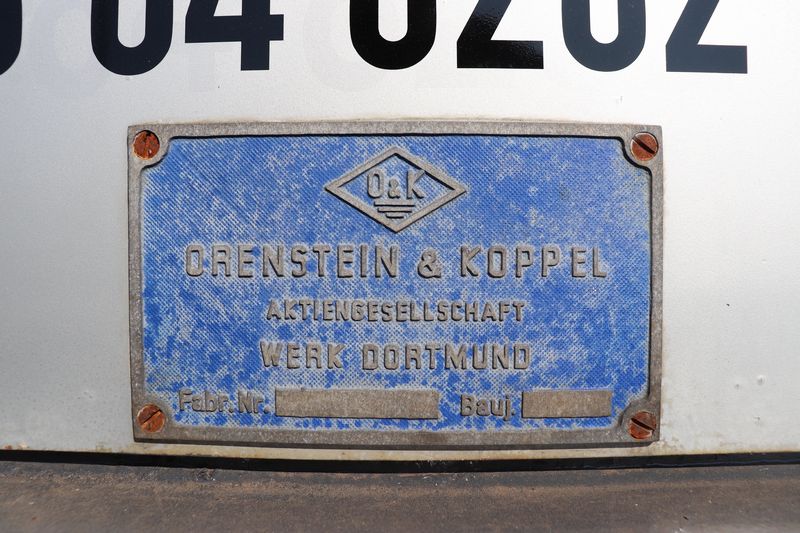 04 0202
O&K
ORENSTEIN & KOPPEL
AKTIENGESELLSCHAFT
WERK DORTMUND
Fabr.Nr.
Bauj.